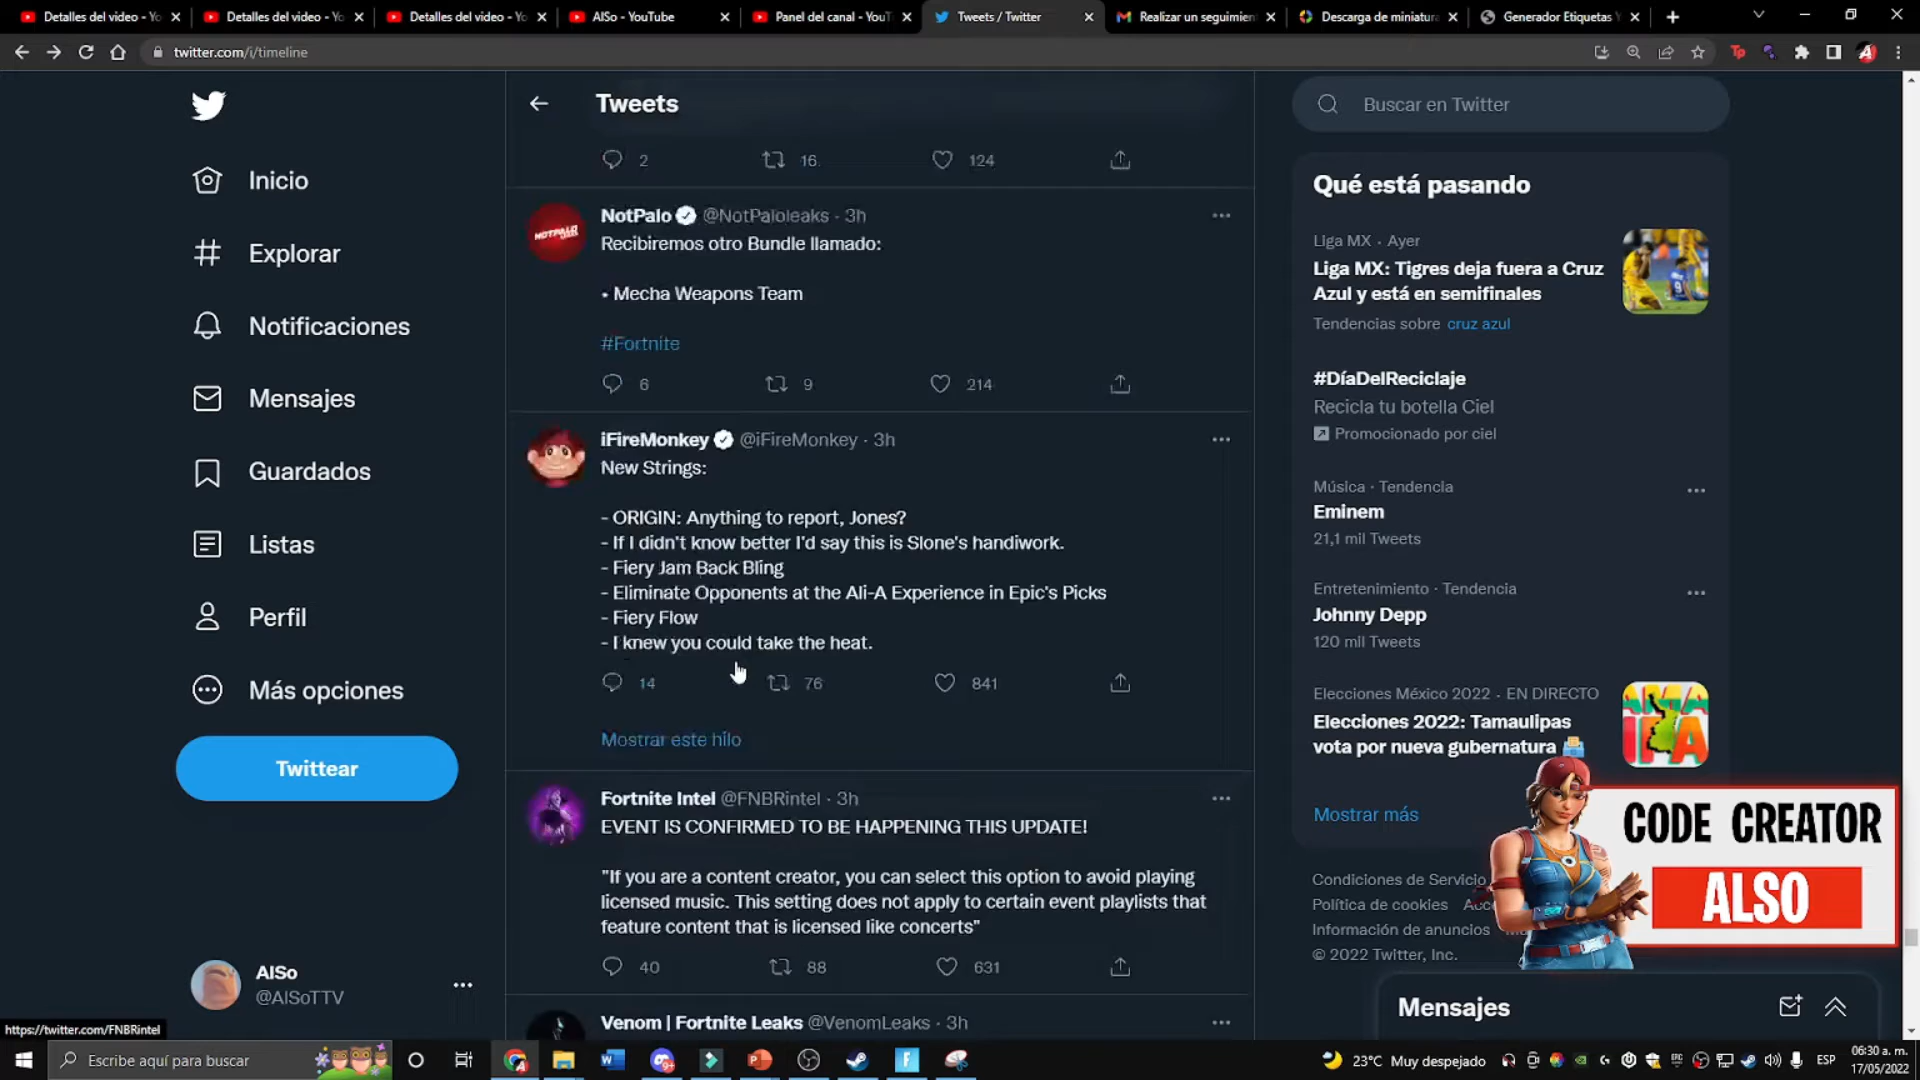 Detalles del video - Yo
Detalles del video - Yo
Detalles del video - Yo
AlSo - YouTube
Panel del canal - YouT
Tweets / Twitter
Realizar un seguimien
Descarga de miniatura
Generador Etiquetas Y
twitter.com/i/timeline
Inicio
Explorar
Notificaciones
Mensajes
Guardados
Listas
Perfil
Más opciones
Twittear
AlSo
@AlSoTTV
https://twitter.com/FNBRintel
Tweets
2 16 124
NotPalo @NotPaloleaks · 3h
Recibiremos otro Bundle llamado:
• Mecha Weapons Team
#Fortnite
6 9 214
iFireMonkey @iFireMonkey · 3h
New Strings:
- ORIGIN: Anything to report, Jones?
- If I didn't know better I'd say this is Slone's handiwork.
- Fiery Jam Back Bling
- Eliminate Opponents at the Ali-A Experience in Epic's Picks
- Fiery Flow
- I knew you could take the heat.
14 76 841
Mostrar este hilo
Fortnite Intel @FNBRintel · 3h
EVENT IS CONFIRMED TO BE HAPPENING THIS UPDATE!
"If you are a content creator, you can select this option to avoid playing
licensed music. This setting does not apply to certain event playlists that
feature content that is licensed like concerts"
40 88 631
Venom | Fortnite Leaks @VenomLeaks · 3h
Buscar en Twitter
Qué está pasando
Liga MX · Ayer
Liga MX: Tigres deja fuera a Cruz
Azul y está en semifinales
Tendencias sobre cruz azul
#DíaDelReciclaje
Recicla tu botella Ciel
Promocionado por ciel
Música · Tendencia
Eminem
21,1 mil Tweets
Entretenimiento · Tendencia
Johnny Depp
120 mil Tweets
Elecciones México 2022 · EN DIRECTO
Elecciones 2022: Tamaulipas
vota por nueva gubernatura
Mostrar más
CODE CREATOR
ALSO
Condiciones de Servicio
Política de cookies
Información de anuncios
© 2022 Twitter, Inc.
Mensajes
Escribe aquí para buscar
23°C Muy despejado
ESP
06:30 a. m.
17/05/2022